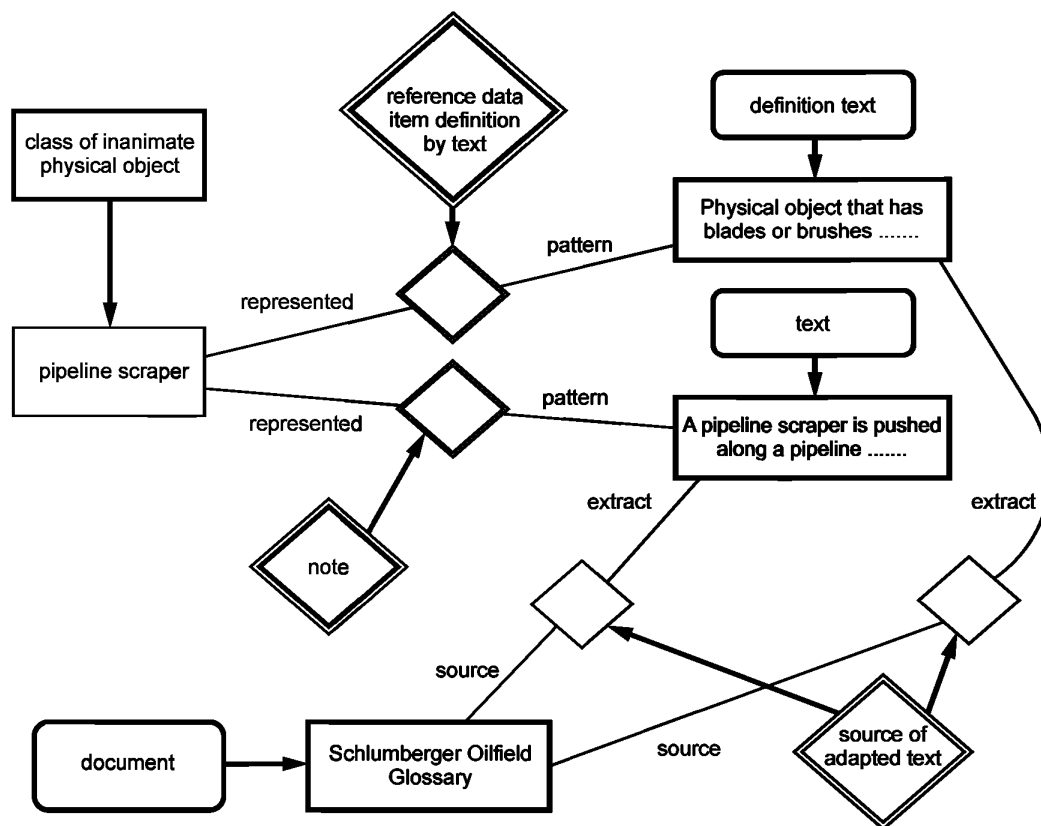 reference data
item definition
by text
definition text
class of inanimate
physical object
Physical object that has
blades or brushes .......
pattern
represented
text
pipeline scraper
pattern
represented
A pipeline scraper is pushed
along a pipeline .......
extract
extract
note
source
source
source of
adapted text
document
Schlumberger Oilfield
Glossary